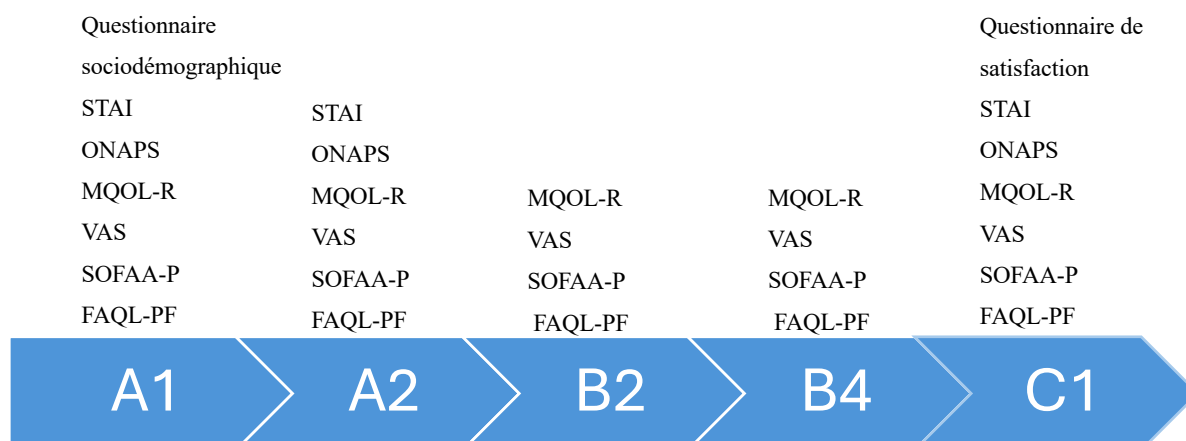 Questionnaire
sociodémographique
STAI
ONAPS
MQOL-R
VAS
SOFAA-P
FAQL-PF
STAI
ONAPS
MQOL-R
VAS
SOFAA-P
FAQL-PF
MQOL-R
VAS
SOFAA-P
FAQL-PF
MQOL-R
VAS
SOFAA-P
FAQL-PF
Questionnaire de
satisfaction
STAI
ONAPS
MQOL-R
VAS
SOFAA-P
FAQL-PF
A1
A2
B2
B4
C1